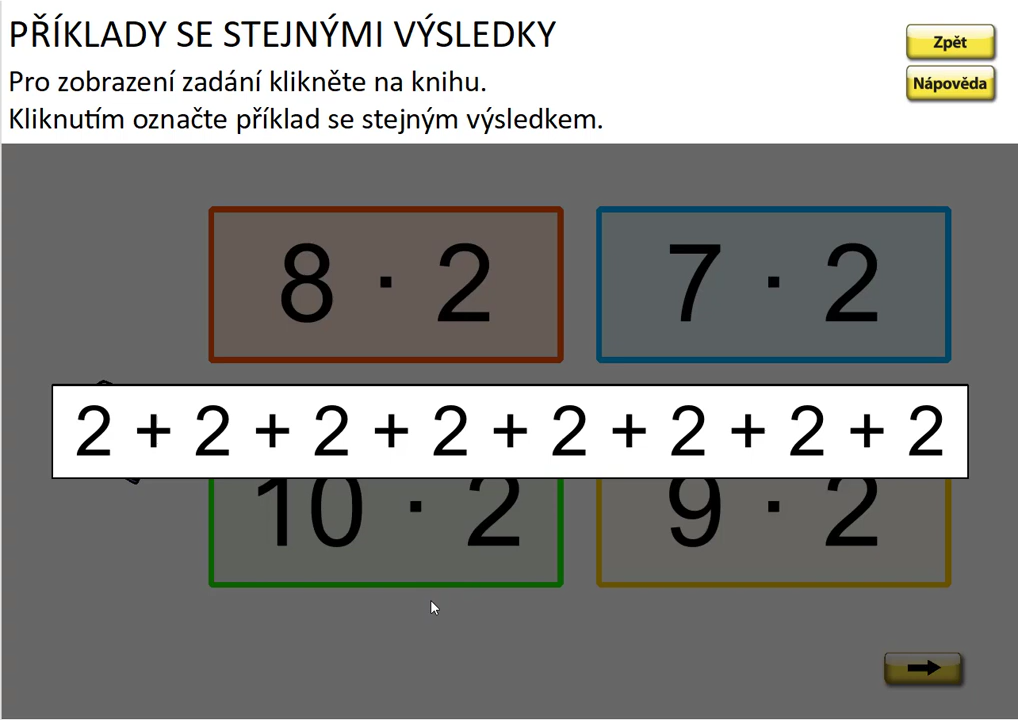 PŘÍKLADY SE STEJNÝMI VÝSLEDKY
Zpět
Pro zobrazení zadání klikněte na knihu.
Nápověda
Kliknutím označte příklad se stejným výsledkem.
8 · 2
7 · 2
2 + 2 + 2 + 2 + 2 + 2 + 2 + 2
10 · 2
9 · 2